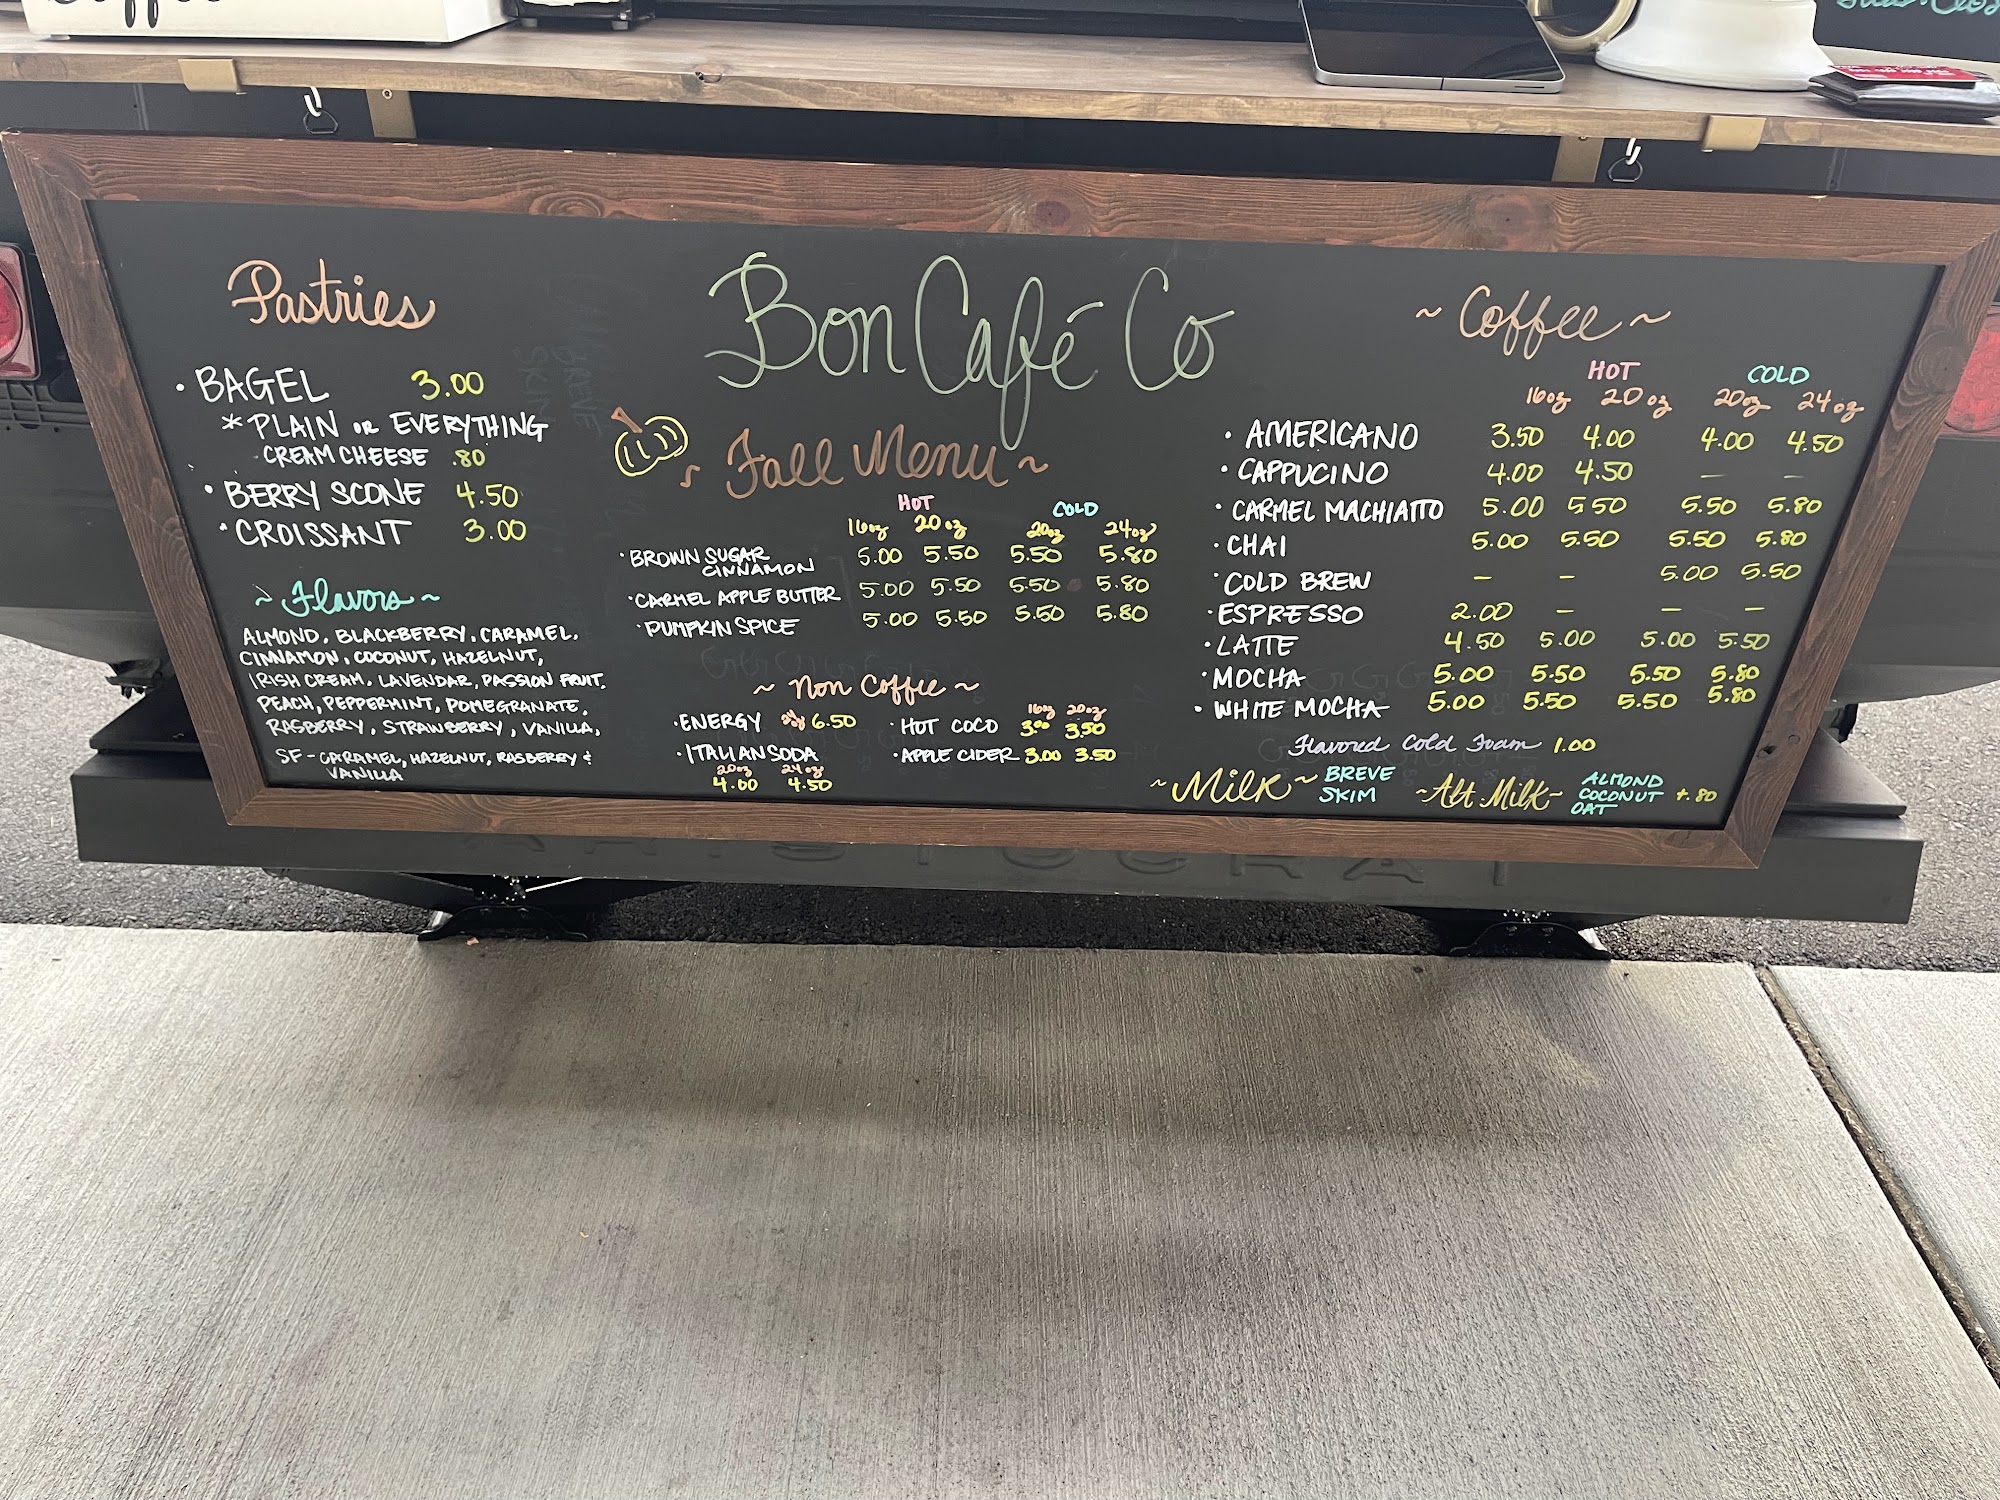 Coffee
Pastries
• BAGEL 3.00
* PLAIN OR EVERYTHING
CREAM CHEESE .80
• BERRY SCONE 4.50
• CROISSANT 3.00
~ Flavors ~
ALMOND, BLACKBERRY, CARAMEL,
CINNAMON, COCONUT, HAZELNUT,
IRISH CREAM, LAVENDAR, PASSION FRUIT,
PEACH, PEPPERMINT, POMEGRANATE,
RASBERRY, STRAWBERRY, VANILLA,
SF - CARAMEL, HAZELNUT, RASBERRY &
VANILLA
Bon Café Co
~ Fall Menu ~
HOT COLD
16oz 20oz 20oz 24oz
• BROWN SUGAR 5.00 5.50 5.50 5.80
CINNAMON
• CARMEL APPLE BUTTER 5.00 5.50 5.50 5.80
• PUMPKIN SPICE 5.00 5.50 5.50 5.80
~ Non Coffee ~
16oz 20oz
• ENERGY 24oz 6.50 • HOT COCO 3.00 3.50
• ITALIAN SODA • APPLE CIDER 3.00 3.50
20oz 24oz
4.00 4.50
~ Coffee ~
HOT COLD
16oz 20oz 20oz 24oz
• AMERICANO 3.50 4.00 4.00 4.50
• CAPPUCINO 4.00 4.50 — —
• CARMEL MACHIATTO 5.00 5.50 5.50 5.80
• CHAI 5.00 5.50 5.50 5.80
• COLD BREW — — 5.00 5.50
• ESPRESSO 2.00 — — —
• LATTE 4.50 5.00 5.00 5.50
• MOCHA 5.00 5.50 5.50 5.80
• WHITE MOCHA 5.00 5.50 5.50 5.80
Flavored Cold Foam 1.00
~ Milk ~ BREVE
SKIM
~ Alt Milk ~ ALMOND
COCONUT +.80
OAT
ARISTOCRAT